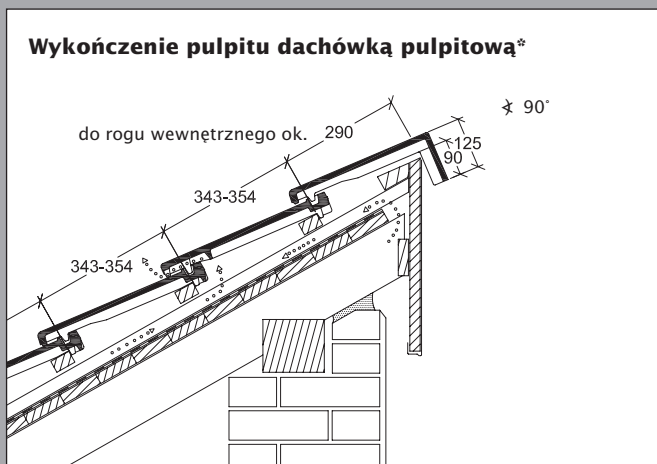 Wykończenie pulpitu dachówką pulpitową*
∢ 90°
do rogu wewnętrznego ok. 290
125
90
343-354
343-354